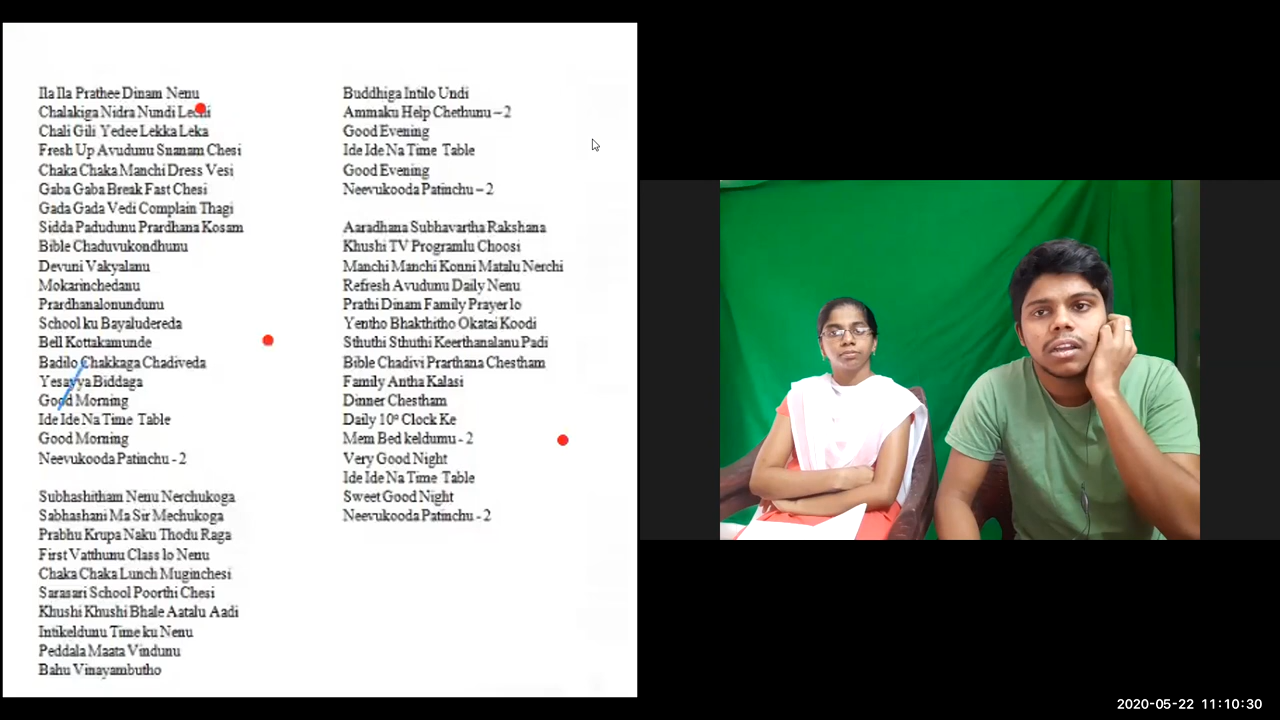 Ila Ila Prathee Dinam Nenu
Chalakiga Nidra Nundi Lechi
Chali Gili Yedee Lekka Leka
Fresh Up Avudunu Snanam Chesi
Chaka Chaka Manchi Dress Vesi
Gaba Gaba Break Fast Chesi
Gada Gada Vedi Complain Thagi
Sidda Padudunu Prardhana Kosam
Bible Chaduvukondhunu
Devuni Vakyalanu
Mokarinchedanu
Prardhanalonundunu
School ku Bayaludereda
Bell Kottakamunde
Badilo Chakkaga Chadiveda
Yesayya Biddaga
Good Morning
Ide Ide Na Time Table
Good Morning
Neevukooda Patinchu - 2
Subhashitham Nenu Nerchukoga
Sabhashani Ma Sir Mechukoga
Prabhu Krupa Naku Thodu Raga
First Vatthunu Class lo Nenu
Chaka Chaka Lunch Muginchesi
Sarasari School Poorthi Chesi
Khushi Khushi Bhale Aatalu Aadi
Intikeldunu Time ku Nenu
Peddala Maata Vindunu
Bahu Vinayambutho
Buddhiga Intilo Undi
Ammaku Help Chethunu – 2
Good Evening
Ide Ide Na Time Table
Good Evening
Neevukooda Patinchu – 2
Aaradhana Subhavartha Rakshana
Khushi TV Programlu Choosi
Manchi Manchi Konni Matalu Nerchi
Refresh Avudunu Daily Nenu
Prathi Dinam Family Prayer lo
Yentho Bhakthitho Okatai Koodi
Sthuthi Sthuthi Keerthanalanu Padi
Bible Chadivi Prarthana Chestham
Family Antha Kalasi
Dinner Chestham
Daily 10º Clock Ke
Mem Bed keldumu - 2
Very Good Night
Ide Ide Na Time Table
Sweet Good Night
Neevukooda Patinchu - 2
2020-05-22 11:10:30